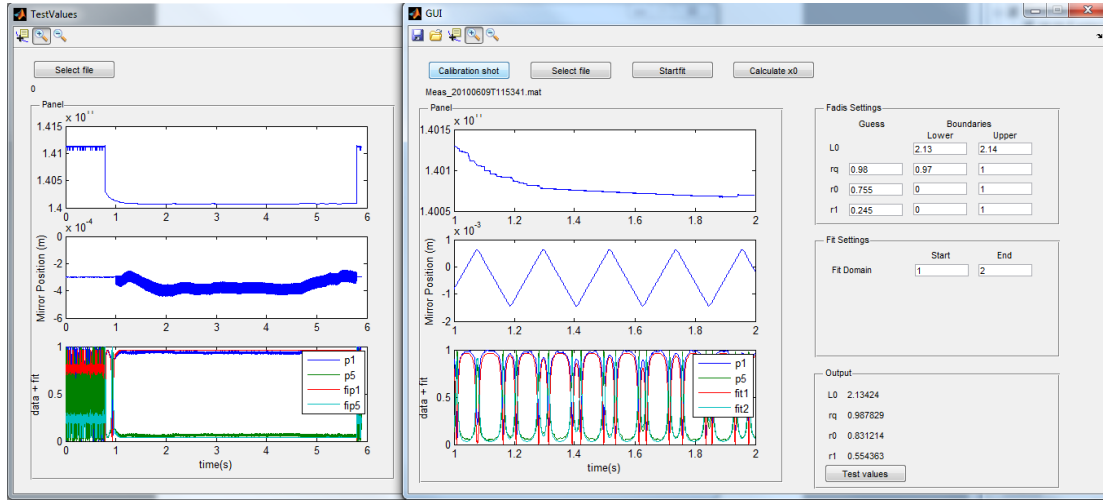 TestValues
Select file
0
Panel
x 10¹¹
1.415
1.41
1.405
1.4
0 1 2 3 4 5 6
x 10⁻⁴
Mirror Position (m)
0
-2
-4
-6
0 1 2 3 4 5 6
data + fit
1
0.5
0
p1
p5
fip1
fip5
0 1 2 3 4 5 6
time(s)
GUI
Calibration shot Select file Startfit Calculate x0
Meas_20100609T115341.mat
Panel
x 10¹¹
1.4015
1.401
1.4005
1 1.2 1.4 1.6 1.8 2
x 10⁻³
Mirror Position (m)
1
0
-1
-2
1 1.2 1.4 1.6 1.8 2
data + fit
1
0.5
0
p1
p5
fit1
fit2
1 1.2 1.4 1.6 1.8 2
time(s)
Fadis Settings
Guess Boundaries
Lower Upper
L0 2.13 2.14
rq 0.98 0.97 1
r0 0.755 0 1
r1 0.245 0 1
Fit Settings
Start End
Fit Domain 1 2
Output
L0 2.13424
rq 0.987829
r0 0.831214
r1 0.554363
Test values